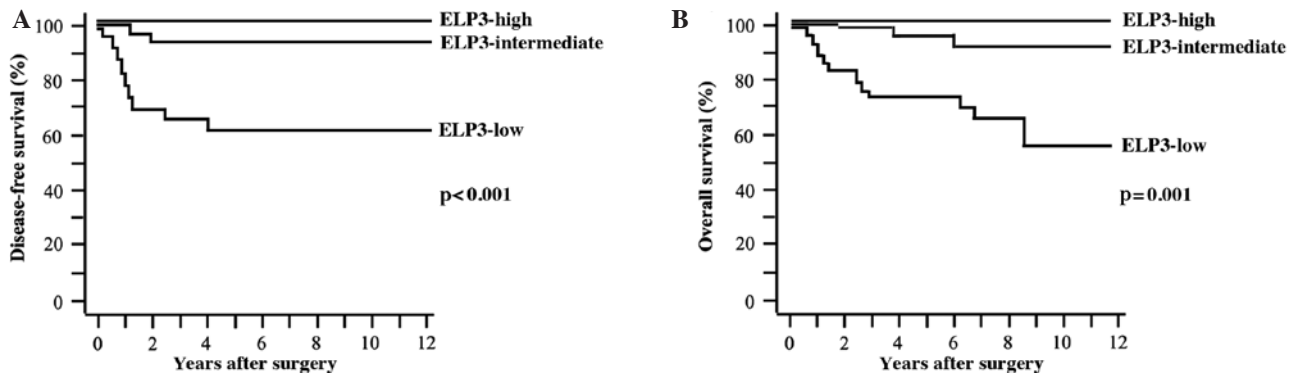 A
Disease-free survival (%)
100
80
60
40
20
0
ELP3-high
ELP3-intermediate
ELP3-low
p<0.001
0 2 4 6 8 10 12
Years after surgery
B
Overall survival (%)
100
80
60
40
20
0
ELP3-high
ELP3-intermediate
ELP3-low
p=0.001
0 2 4 6 8 10 12
Years after surgery